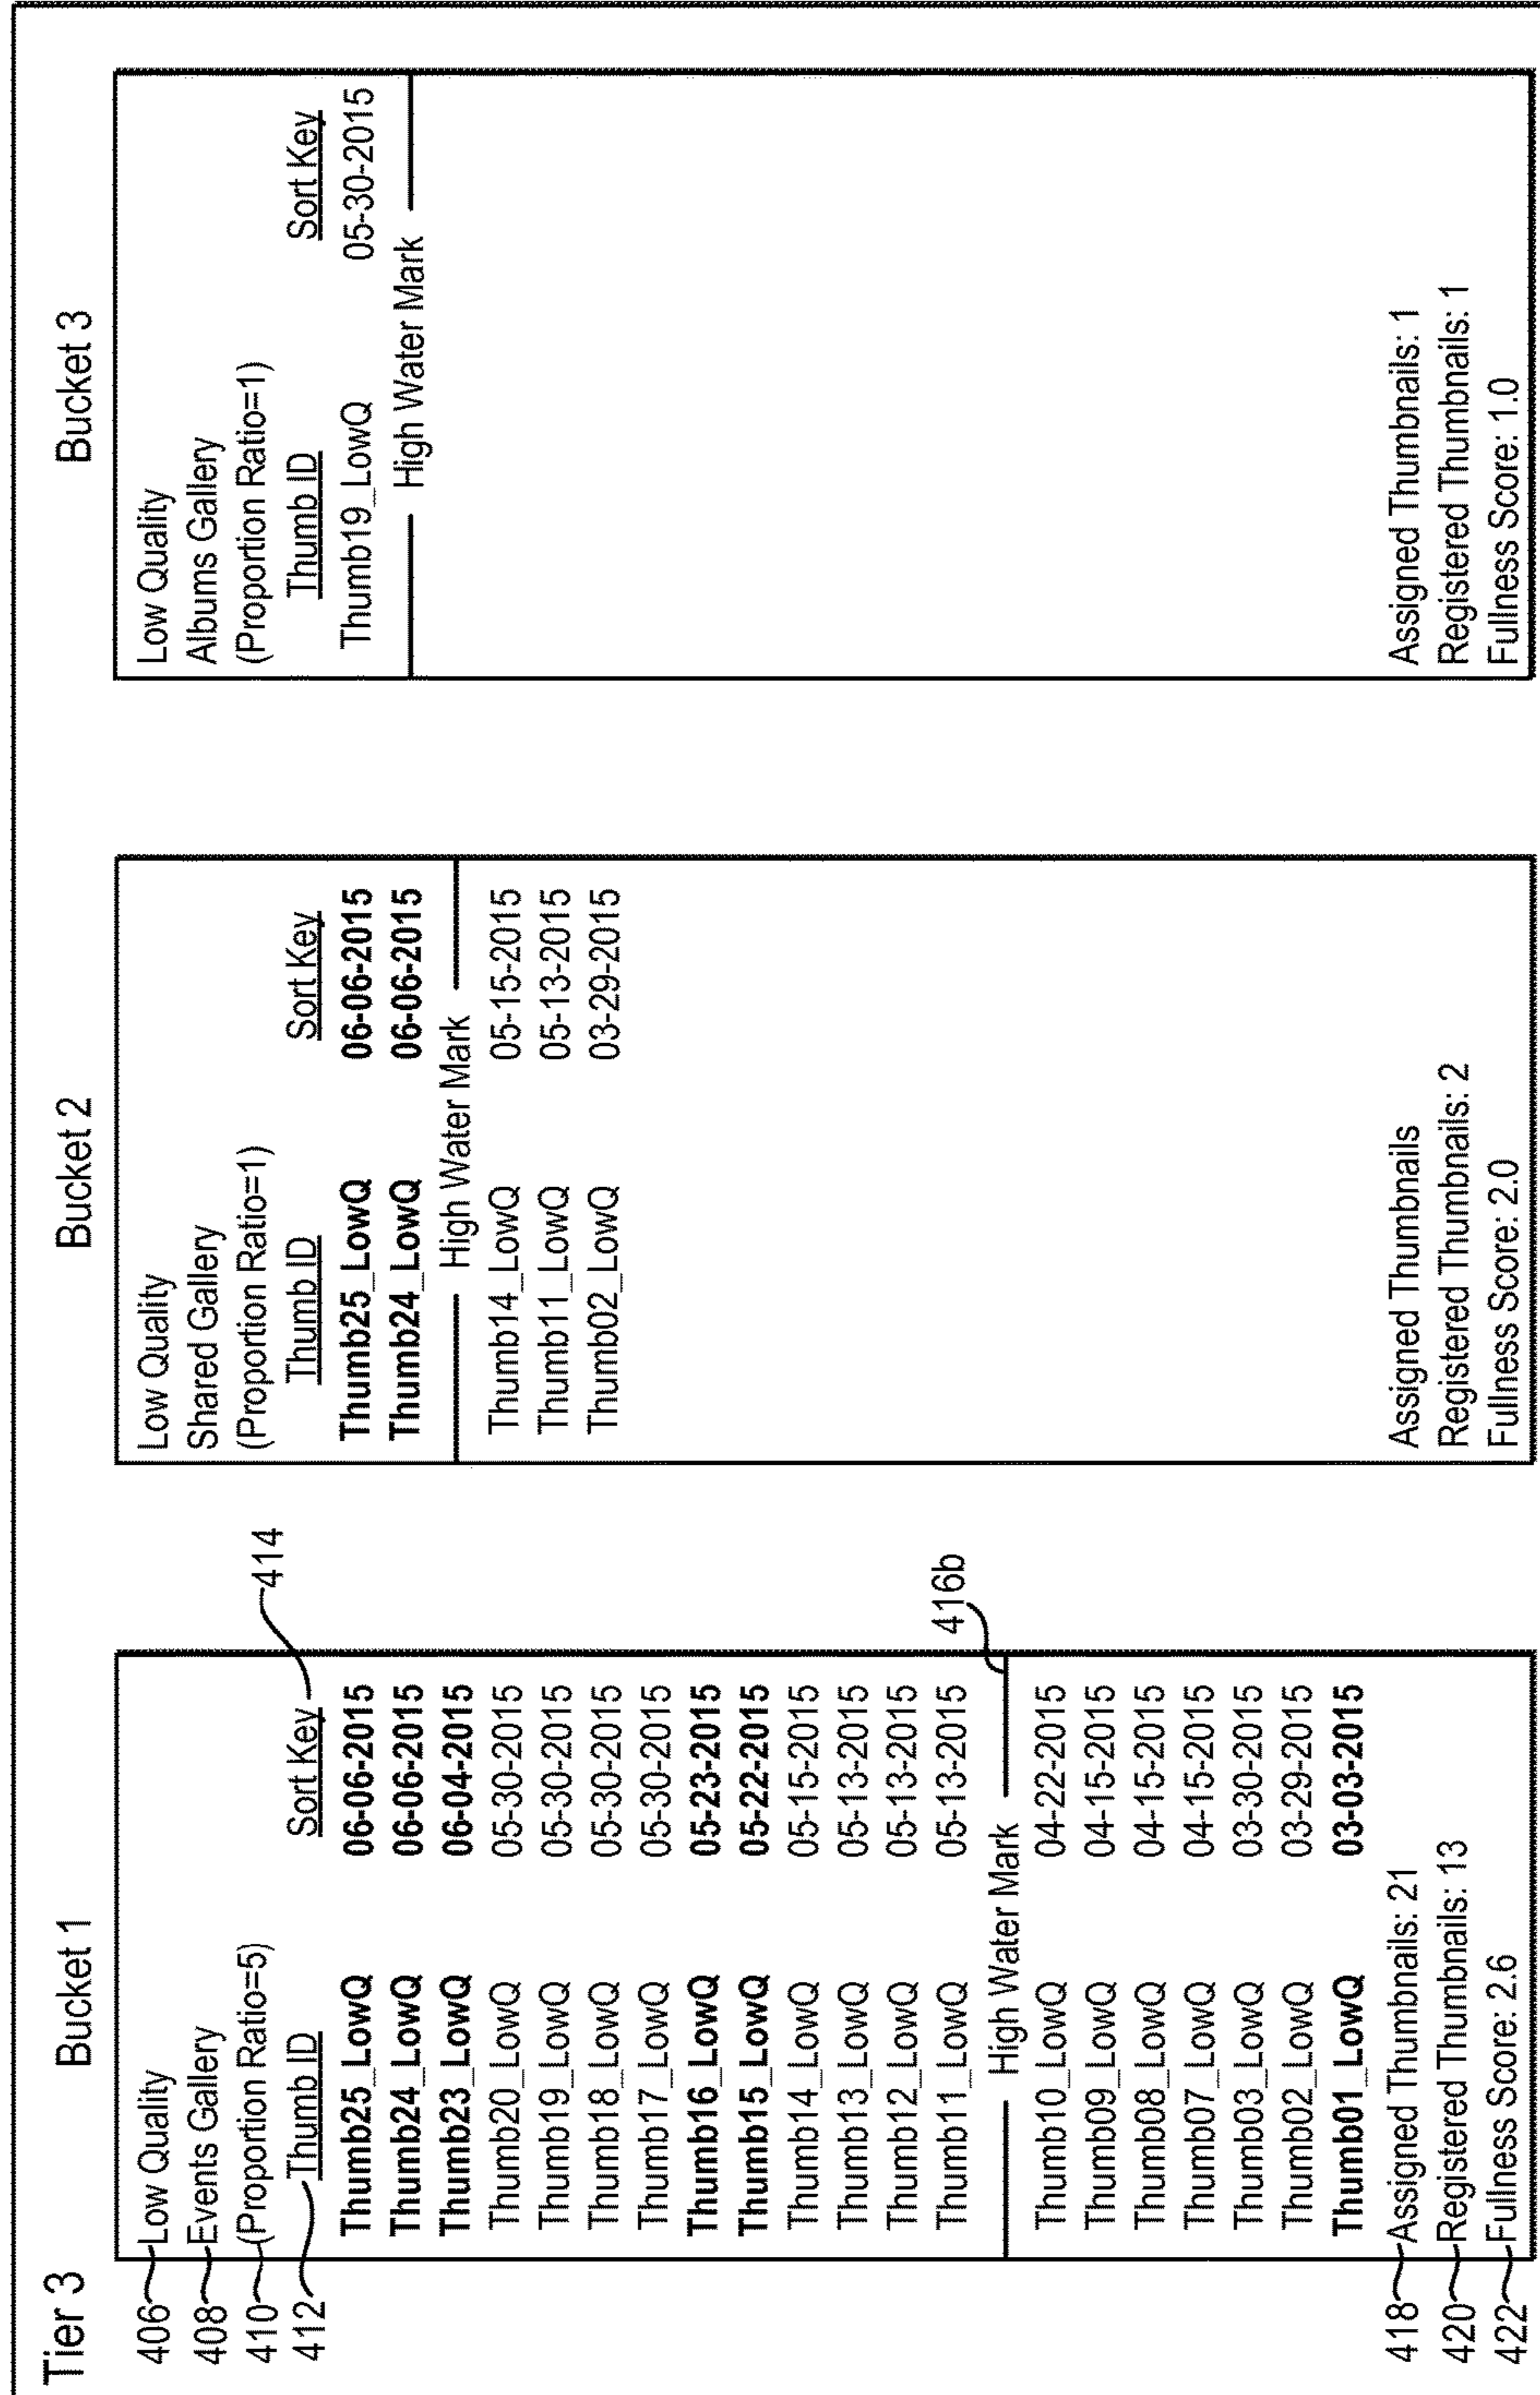 Tier 3
Bucket 1
406
Low Quality
408
Events Gallery
410
(Proportion Ratio=5)
412
Thumb ID Sort Key
414
Thumb25_LowQ 06-06-2015
Thumb24_LowQ 06-06-2015
Thumb23_LowQ 06-04-2015
Thumb20_LowQ 05-30-2015
Thumb19_LowQ 05-30-2015
Thumb18_LowQ 05-30-2015
Thumb17_LowQ 05-30-2015
Thumb16_LowQ 05-23-2015
Thumb15_LowQ 05-22-2015
Thumb14_LowQ 05-15-2015
Thumb13_LowQ 05-13-2015
Thumb12_LowQ 05-13-2015
Thumb11_LowQ 05-13-2015
High Water Mark
416b
Thumb10_LowQ 04-22-2015
Thumb09_LowQ 04-15-2015
Thumb08_LowQ 04-15-2015
Thumb07_LowQ 04-15-2015
Thumb03_LowQ 03-30-2015
Thumb02_LowQ 03-29-2015
Thumb01_LowQ 03-03-2015
418
Assigned Thumbnails: 21
420
Registered Thumbnails: 13
422
Fullness Score: 2.6
Bucket 2
Low Quality
Shared Gallery
(Proportion Ratio=1)
Thumb ID Sort Key
Thumb25_LowQ 06-06-2015
Thumb24_LowQ 06-06-2015
High Water Mark
Thumb14_LowQ 05-15-2015
Thumb11_LowQ 05-13-2015
Thumb02_LowQ 03-29-2015
Assigned Thumbnails
Registered Thumbnails: 2
Fullness Score: 2.0
Bucket 3
Low Quality
Albums Gallery
(Proportion Ratio=1)
Thumb ID Sort Key
Thumb19_LowQ 05-30-2015
High Water Mark
Assigned Thumbnails: 1
Registered Thumbnails: 1
Fullness Score: 1.0